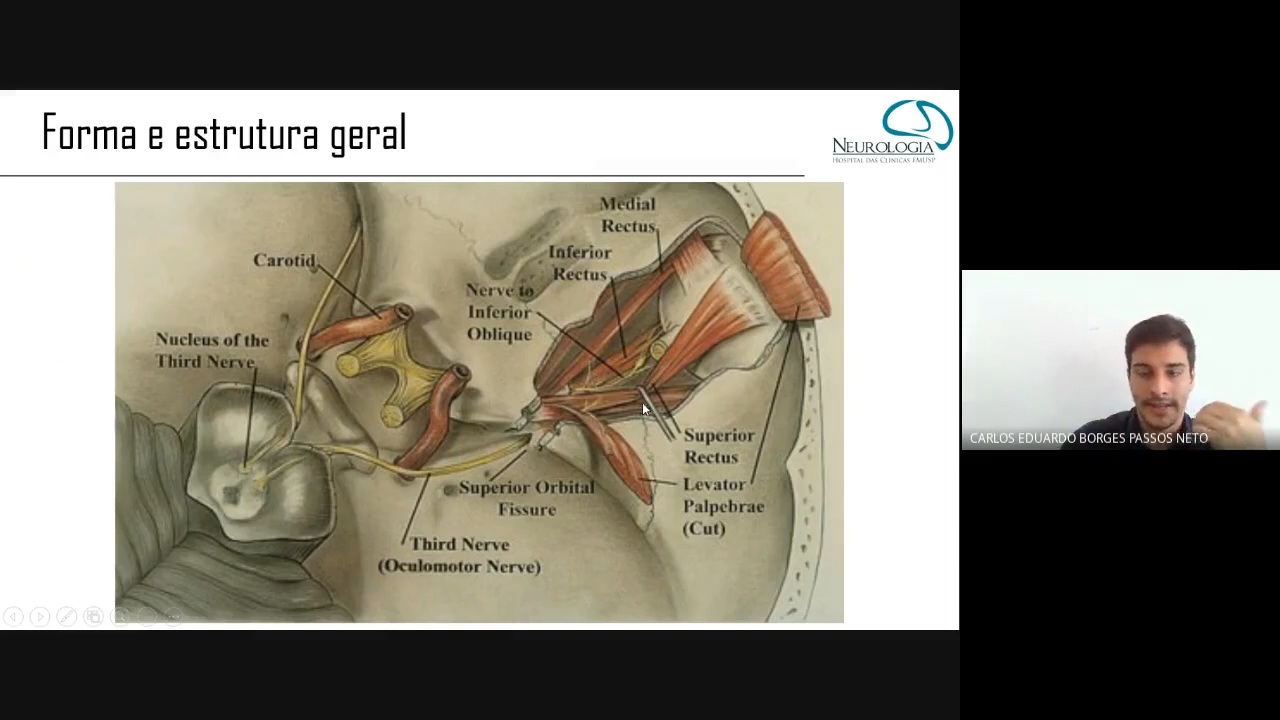 Forma e estrutura geral
NEUROLOGIA
HOSPITAL DAS CLÍNICAS FMUSP
Medial
Rectus
Inferior
Rectus
Carotid
Nerve to
Inferior
Oblique
Nucleus of the
Third Nerve
Superior
Rectus
Levator
Palpebrae
(Cut)
Superior Orbital
Fissure
Third Nerve
(Oculomotor Nerve)
CARLOS EDUARDO BORGES PASSOS NETO